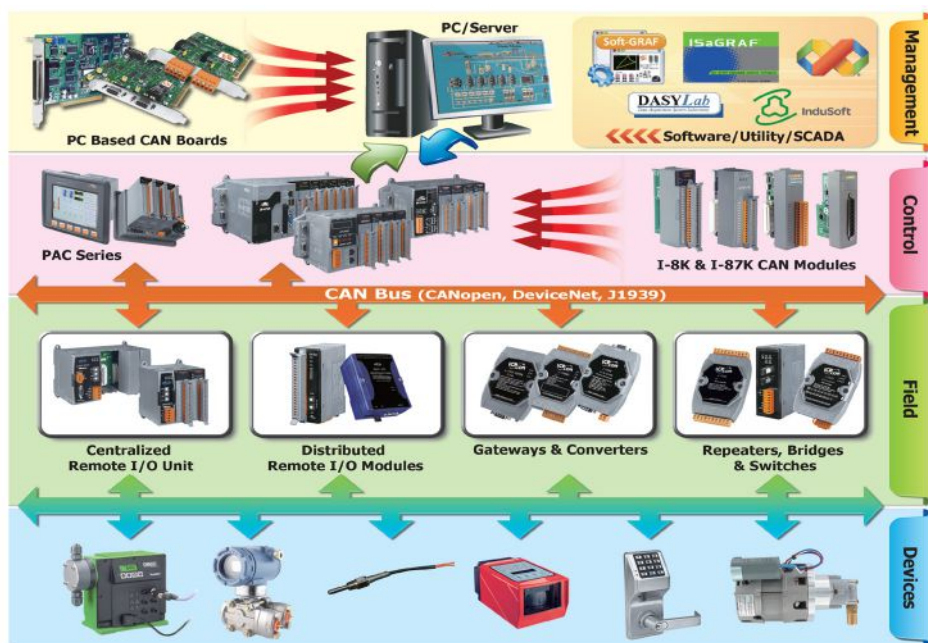 PC/Server
Soft-GRAF
ISaGRAF
DASYLab
InduSoft
Software/Utility/SCADA
PC Based CAN Boards
Management
PAC Series
I-8K & I-87K CAN Modules
Control
CAN Bus (CANopen, DeviceNet, J1939)
Centralized
Remote I/O Unit
Distributed
Remote I/O Modules
Gateways & Converters
Repeaters, Bridges
& Switches
Field
Devices